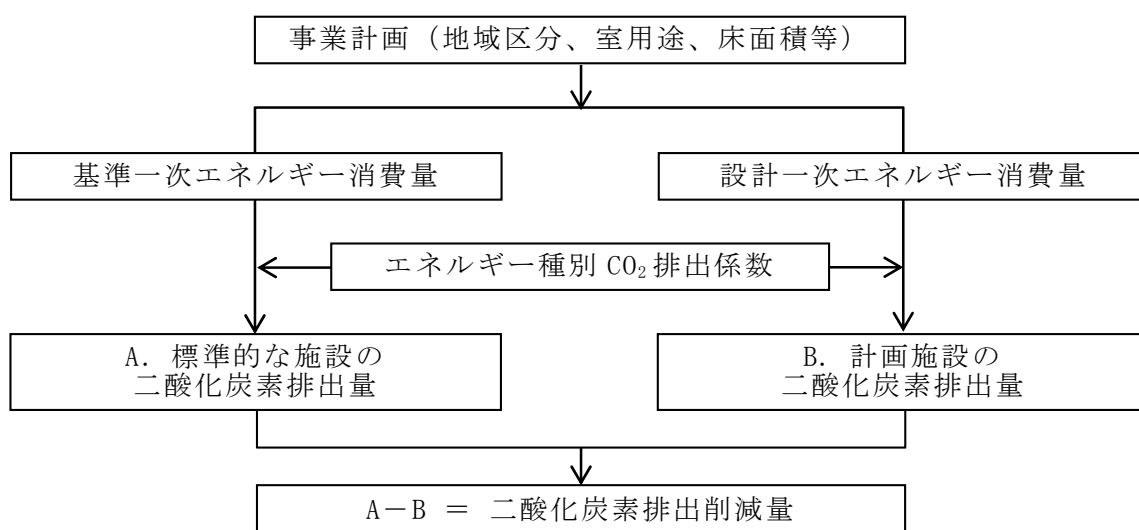 事業計画（地域区分、室用途、床面積等）
基準一次エネルギー消費量
設計一次エネルギー消費量
エネルギー種別 CO₂排出係数
A. 標準的な施設の
二酸化炭素排出量
B. 計画施設の
二酸化炭素排出量
A－B ＝ 二酸化炭素排出削減量